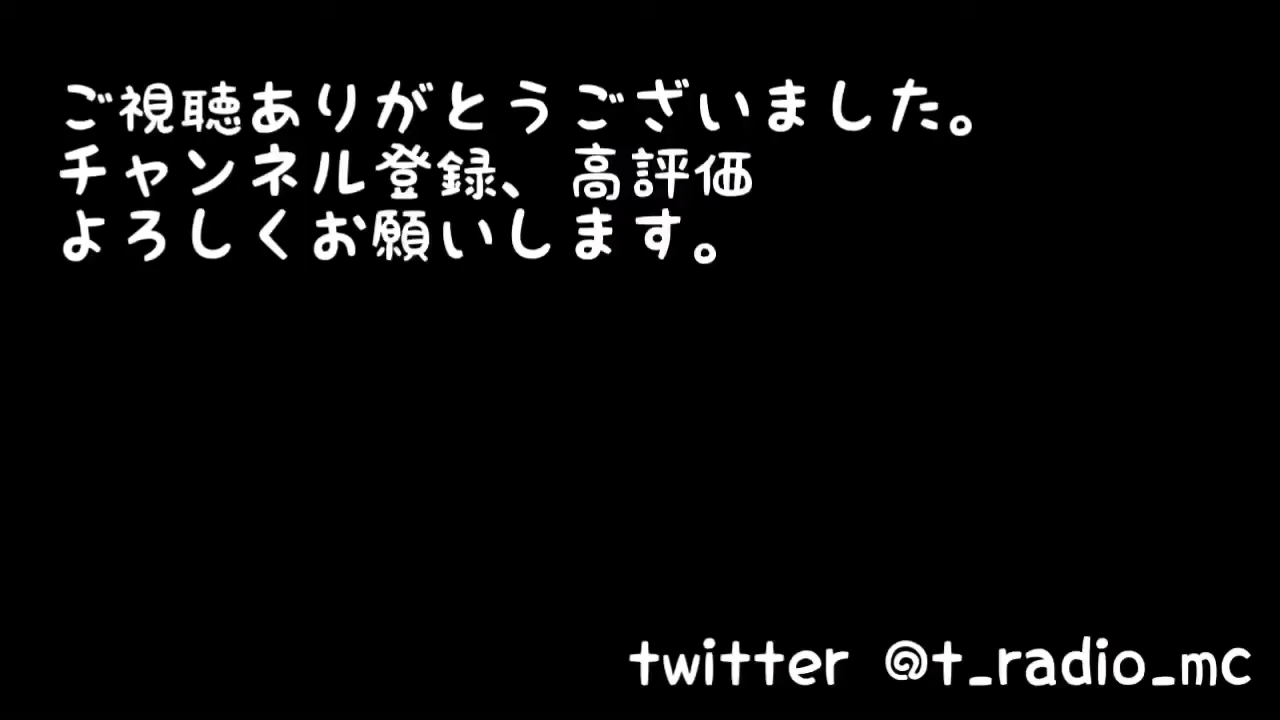 ご視聴ありがとうございました。
チャンネル登録、高評価
よろしくお願いします。
twitter @t_radio_mc